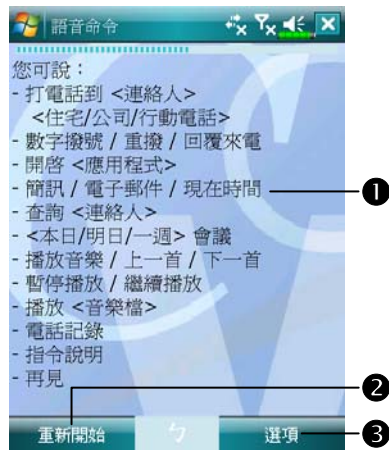 語音命令
您可說：
- 打電話到 <連絡人>
<住宅/公司/行動電話>
- 數字撥號 / 重撥 / 回覆來電
- 開啓 <應用程式>
- 簡訊 / 電子郵件 / 現在時間
❶
- 查詢 <連絡人>
- <本日/明日/一週> 會議
- 播放音樂 / 上一首 / 下一首
- 暫停播放 / 繼續播放
- 播放 <音樂檔>
- 電話記錄
- 指令說明
- 再見
❷
重新開始 ㄅ 選項
❸